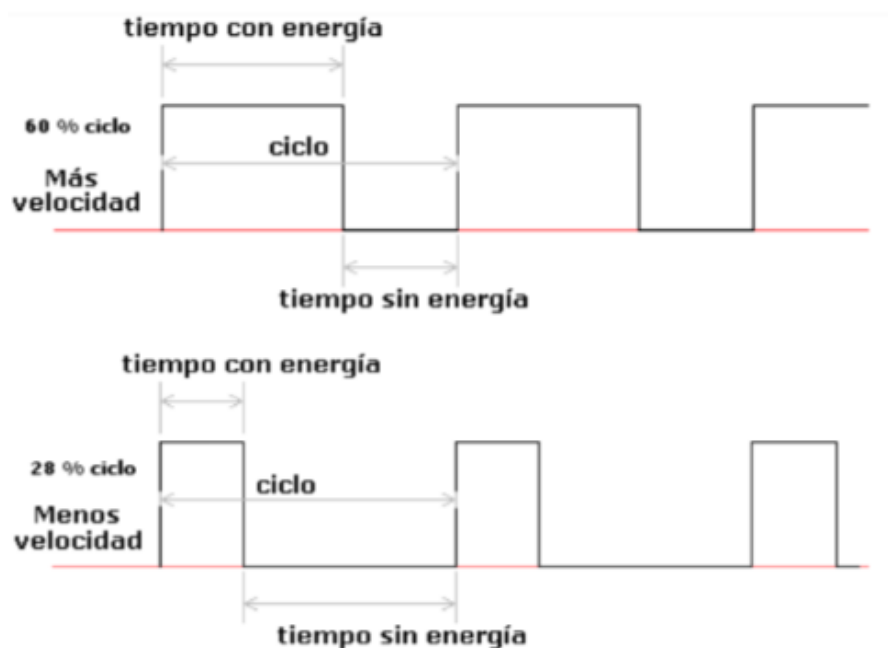 tiempo con energía
60 % ciclo
ciclo
Más
velocidad
tiempo sin energía
tiempo con energía
28 % ciclo
ciclo
Menos
velocidad
tiempo sin energía